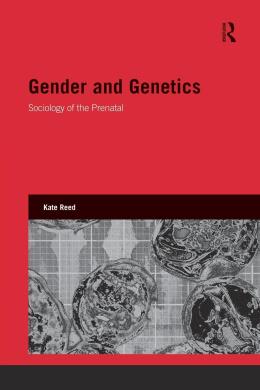 R
Gender and Genetics
Sociology of the Prenatal
Kate Reed